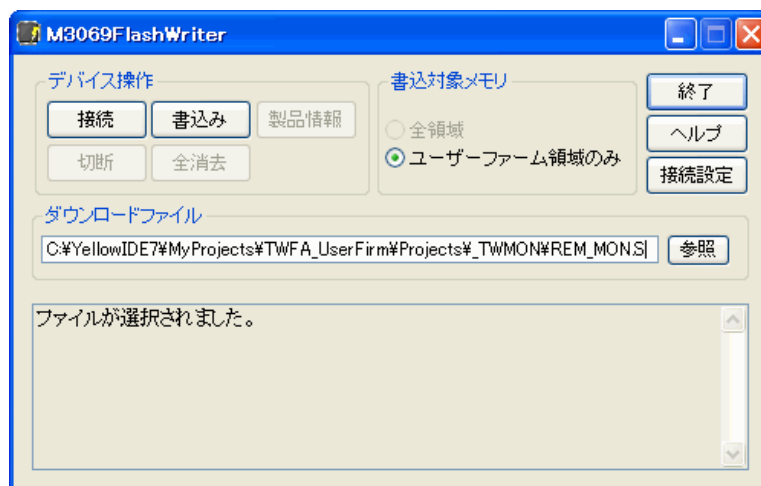 M3069FlashWriter
デバイス操作
接続 書込み 製品情報
切断 全消去
書込対象メモリ
全領域
ユーザーファーム領域のみ
終了
ヘルプ
接続設定
ダウンロードファイル
C:¥YellowIDE7¥MyProjects¥TWFA_UserFirm¥Projects¥_TWMON¥REM_MON.S 参照
ファイルが選択されました。